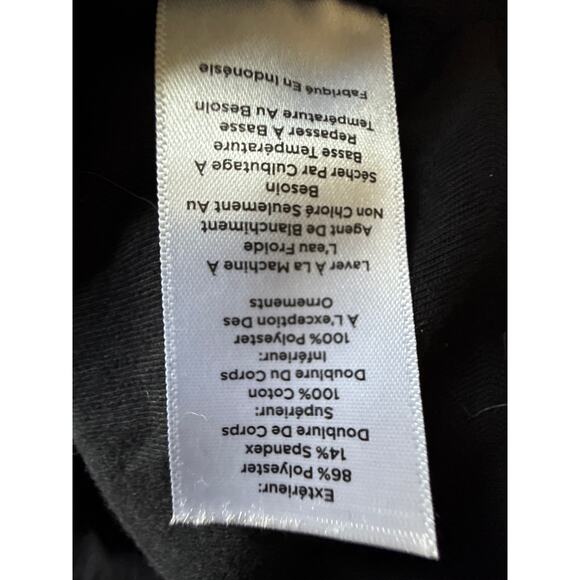 Extérieur:
86% Polyester
14% Spandex
Doublure De Corps
Supérieur:
100% Coton
Doublure Du Corps
Inférieur:
100% Polyester
À L'exception Des
Ornements
Laver À La Machine À
L'eau Froide
Agent De Blanchiment
Non Chloré Seulement Au
Besoin
Sécher Par Culbutage À
Basse Température
Repasser À Basse
Température Au Besoin
Fabriqué En Indonésie